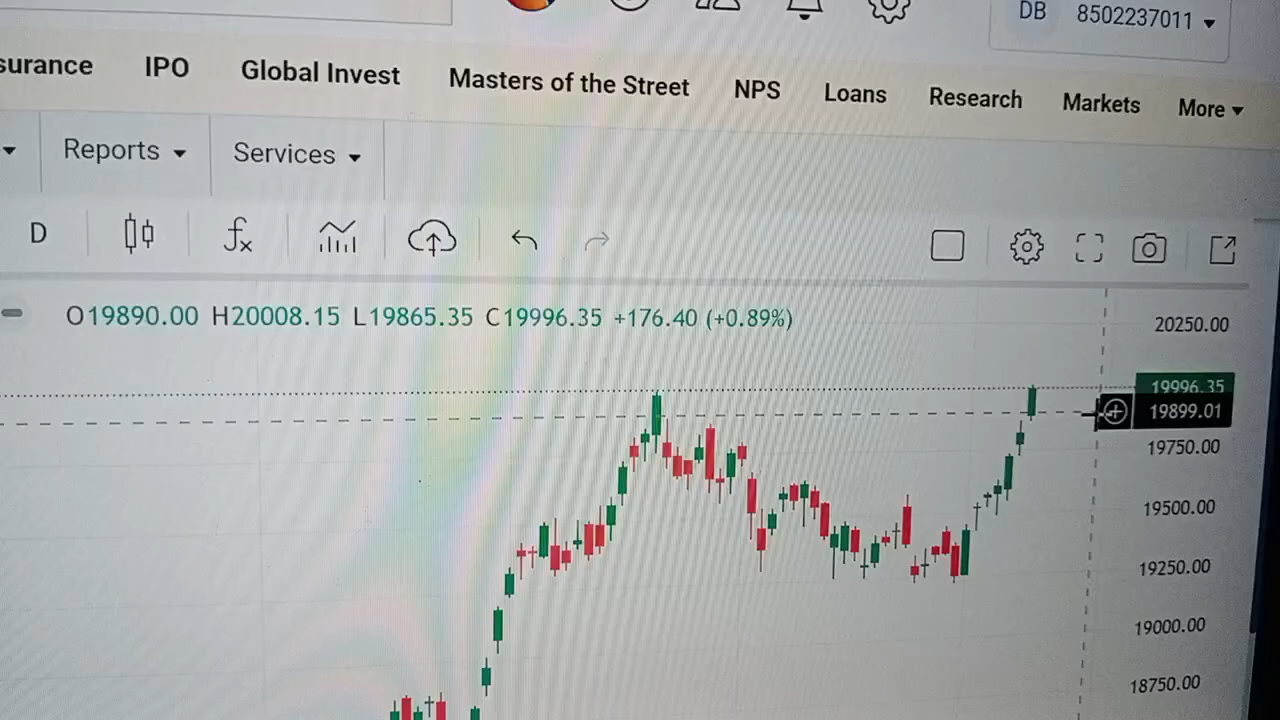 DB 8502237011
surance IPO Global Invest Masters of the Street NPS Loans Research Markets More
Reports Services
D fx
O19890.00 H20008.15 L19865.35 C19996.35 +176.40 (+0.89%)
20250.00
19996.35
19899.01
19750.00
19500.00
19250.00
19000.00
18750.00